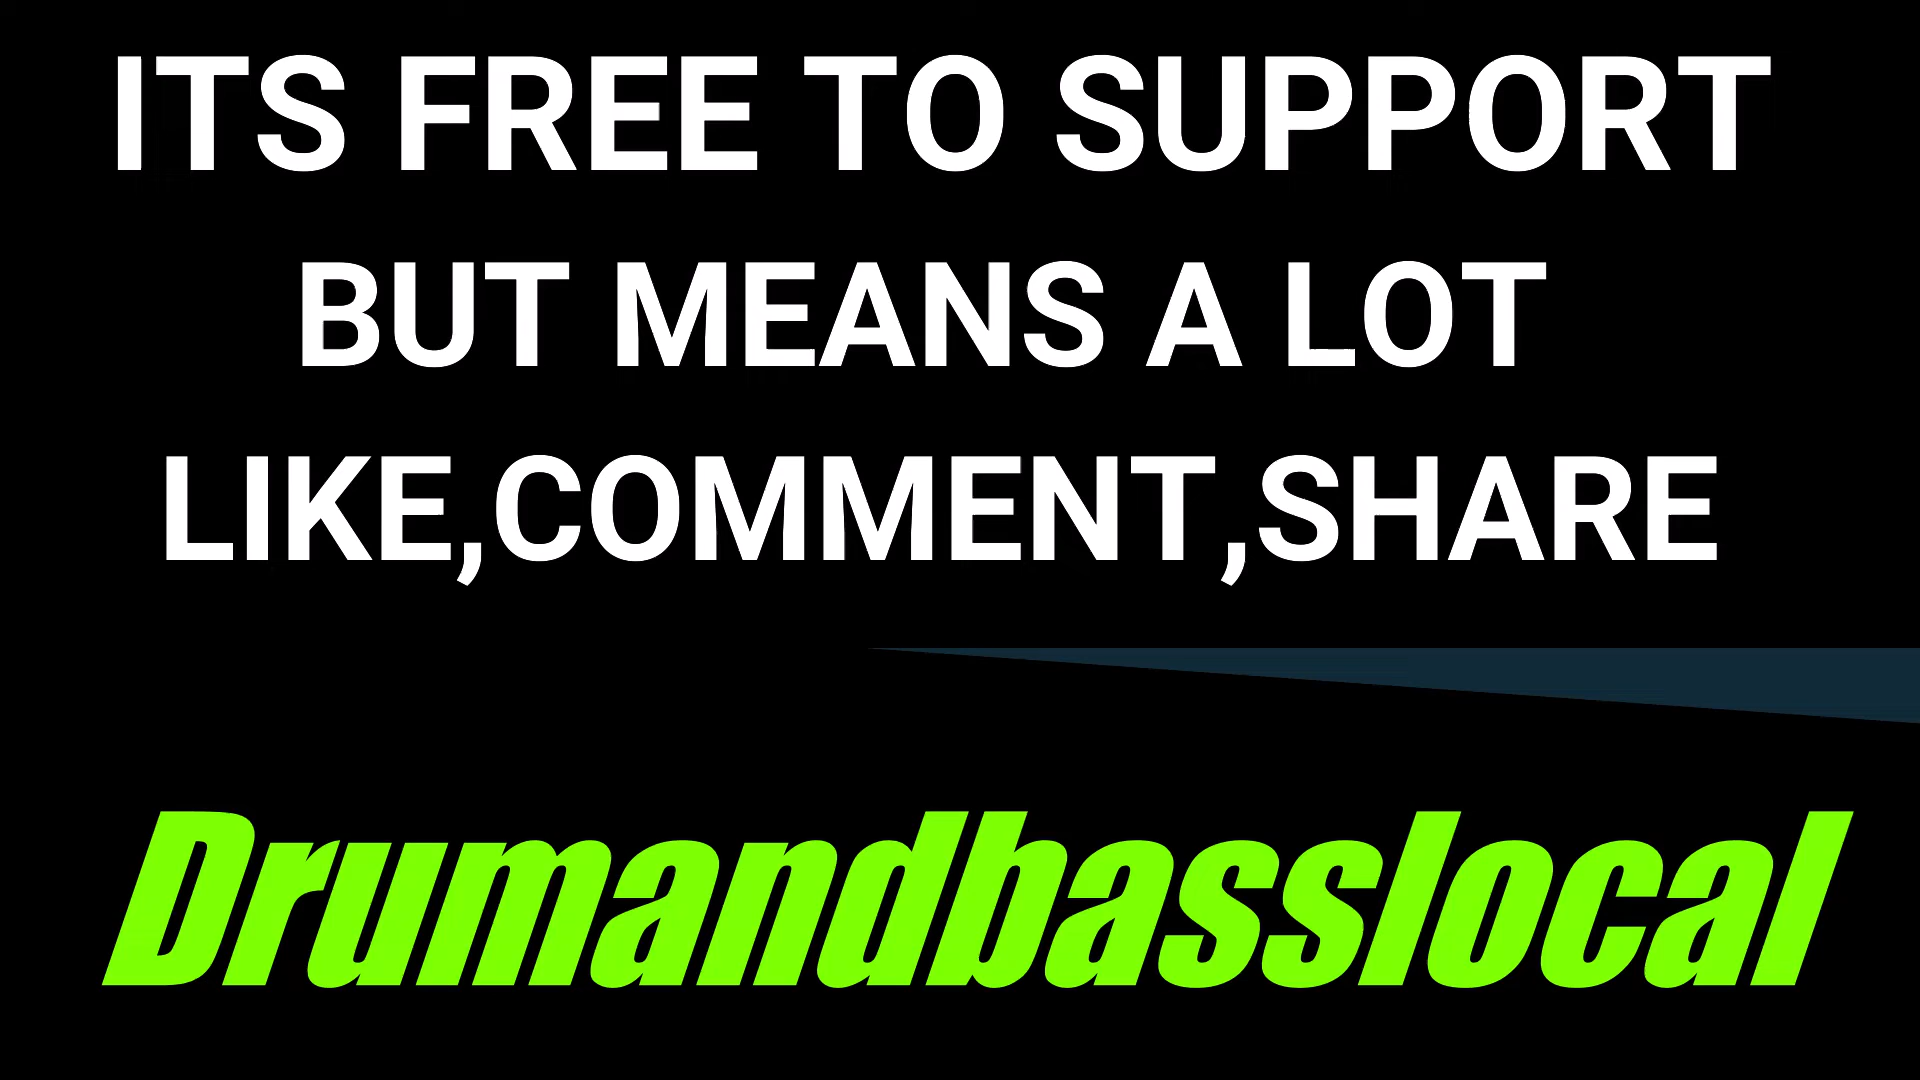 ITS FREE TO SUPPORT
BUT MEANS A LOT
LIKE,COMMENT,SHARE
Drumandbasslocal